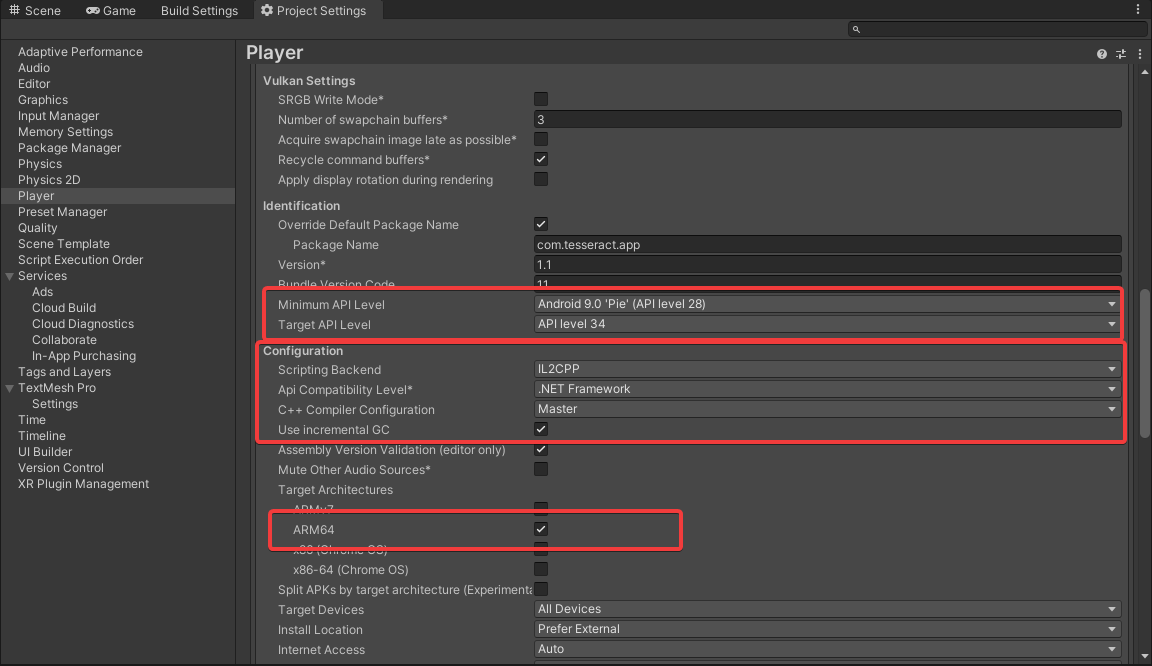 Scene
Game
Build Settings
Project Settings
Adaptive Performance
Audio
Editor
Graphics
Input Manager
Memory Settings
Package Manager
Physics
Physics 2D
Player
Preset Manager
Quality
Scene Template
Script Execution Order
Services
Ads
Cloud Build
Cloud Diagnostics
Collaborate
In-App Purchasing
Tags and Layers
TextMesh Pro
Settings
Time
Timeline
UI Builder
Version Control
XR Plugin Management
Player
Vulkan Settings
SRGB Write Mode*
Number of swapchain buffers* 3
Acquire swapchain image late as possible*
Recycle command buffers*
Apply display rotation during rendering
Identification
Override Default Package Name
Package Name com.tesseract.app
Version* 1.1
Bundle Version Code 11
Minimum API Level Android 9.0 'Pie' (API level 28)
Target API Level API level 34
Configuration
Scripting Backend IL2CPP
Api Compatibility Level* .NET Framework
C++ Compiler Configuration Master
Use incremental GC
Assembly Version Validation (editor only)
Mute Other Audio Sources*
Target Architectures
ARMv7
ARM64
x86 (Chrome OS)
x86-64 (Chrome OS)
Split APKs by target architecture (Experimenta
Target Devices All Devices
Install Location Prefer External
Internet Access Auto